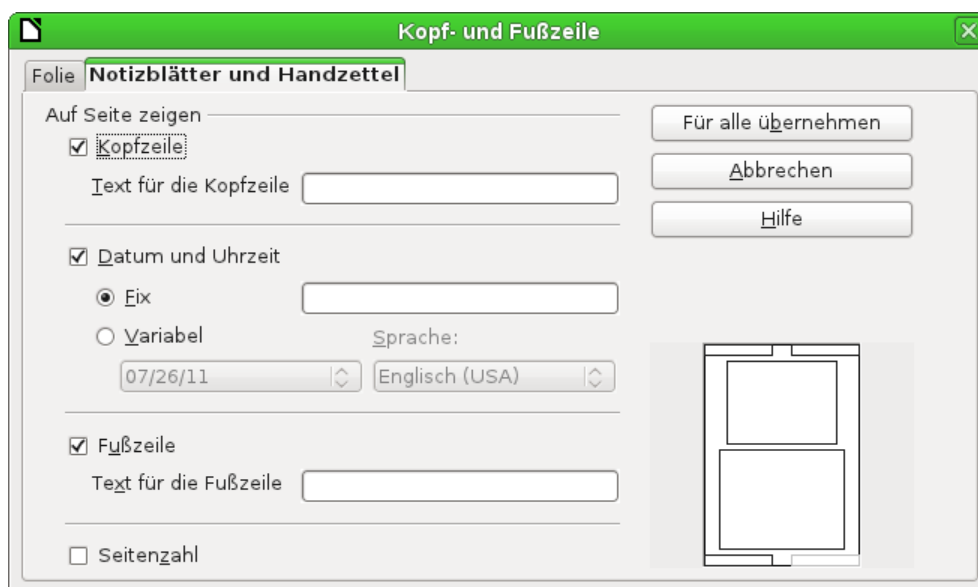 Kopf- und Fußzeile
Folie Notizblätter und Handzettel
Auf Seite zeigen
Kopfzeile
Text für die Kopfzeile
Datum und Uhrzeit
Fix
Variabel Sprache:
07/26/11 Englisch (USA)
Fußzeile
Text für die Fußzeile
Seitenzahl
Für alle übernehmen
Abbrechen
Hilfe